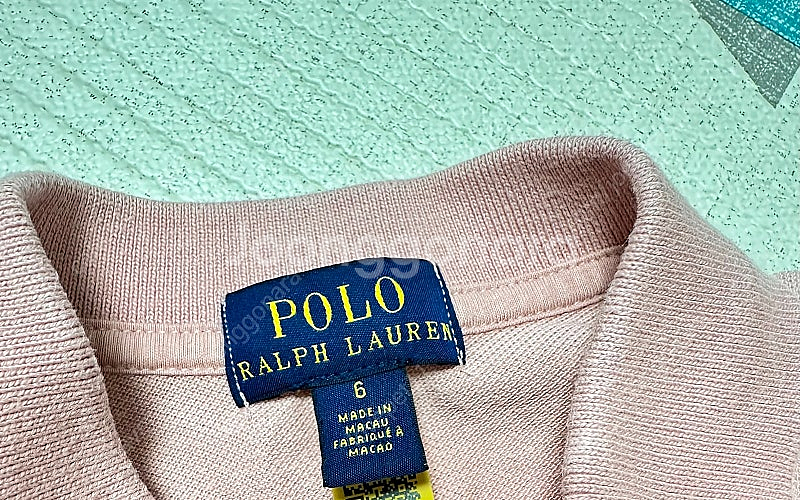 POLO
RALPH LAUREN
6
MADE IN
MACAU
FABRIQUÉ À
MACAO